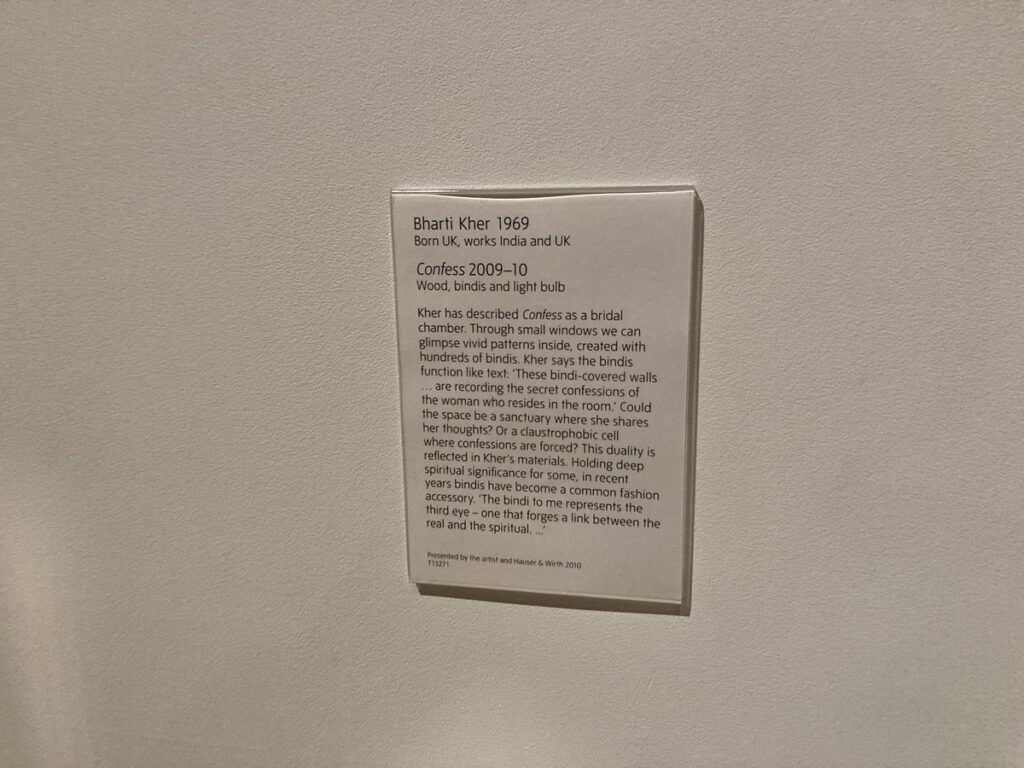 Bharti Kher 1969
Born UK, works India and UK
Confess 2009–10
Wood, bindis and light bulb
Kher has described Confess as a bridal
chamber. Through small windows we can
glimpse vivid patterns inside, created with
hundreds of bindis. Kher says the bindis
function like text: ‘These bindi-covered walls
… are recording the secret confessions of
the woman who resides in the room.’ Could
the space be a sanctuary where she shares
her thoughts? Or a claustrophobic cell
where confessions are forced? This duality is
reflected in Kher’s materials. Holding deep
spiritual significance for some, in recent
years bindis have become a common fashion
accessory. ‘The bindi to me represents the
third eye – one that forges a link between the
real and the spiritual. …’
Presented by the artist and Hauser & Wirth 2010
T13271